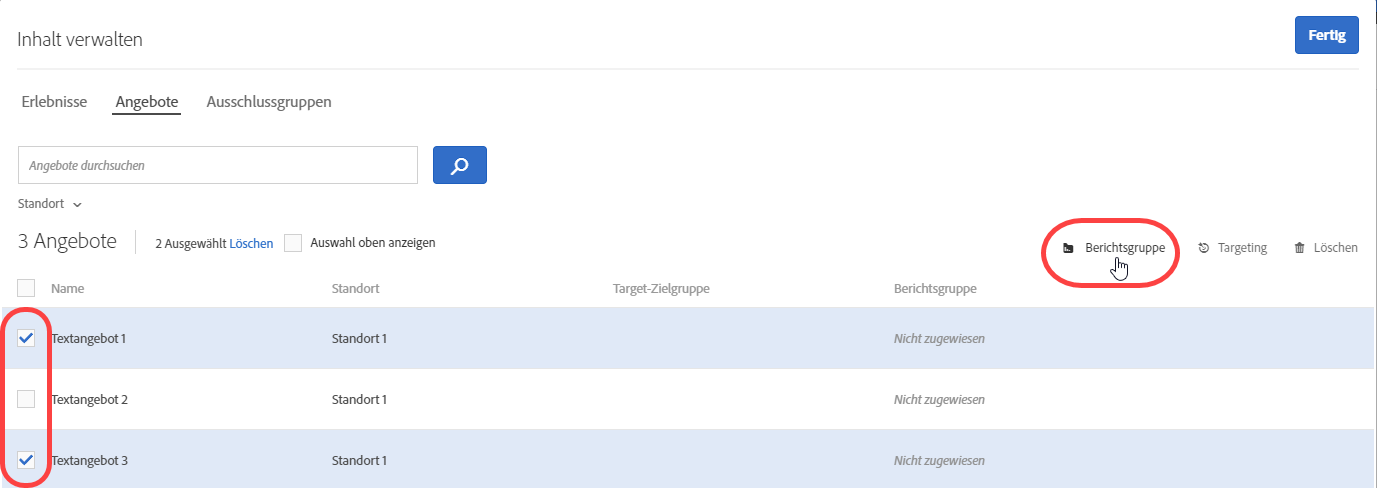 Inhalt verwalten
Fertig
Erlebnisse Angebote Ausschlussgruppen
Angebote durchsuchen
Standort
3 Angebote 2 Ausgewählt Löschen Auswahl oben anzeigen Berichtsgruppe Targeting Löschen
Name Standort Target-Zielgruppe Berichtsgruppe
Textangebot 1 Standort 1 Nicht zugewiesen
Textangebot 2 Standort 1 Nicht zugewiesen
Textangebot 3 Standort 1 Nicht zugewiesen